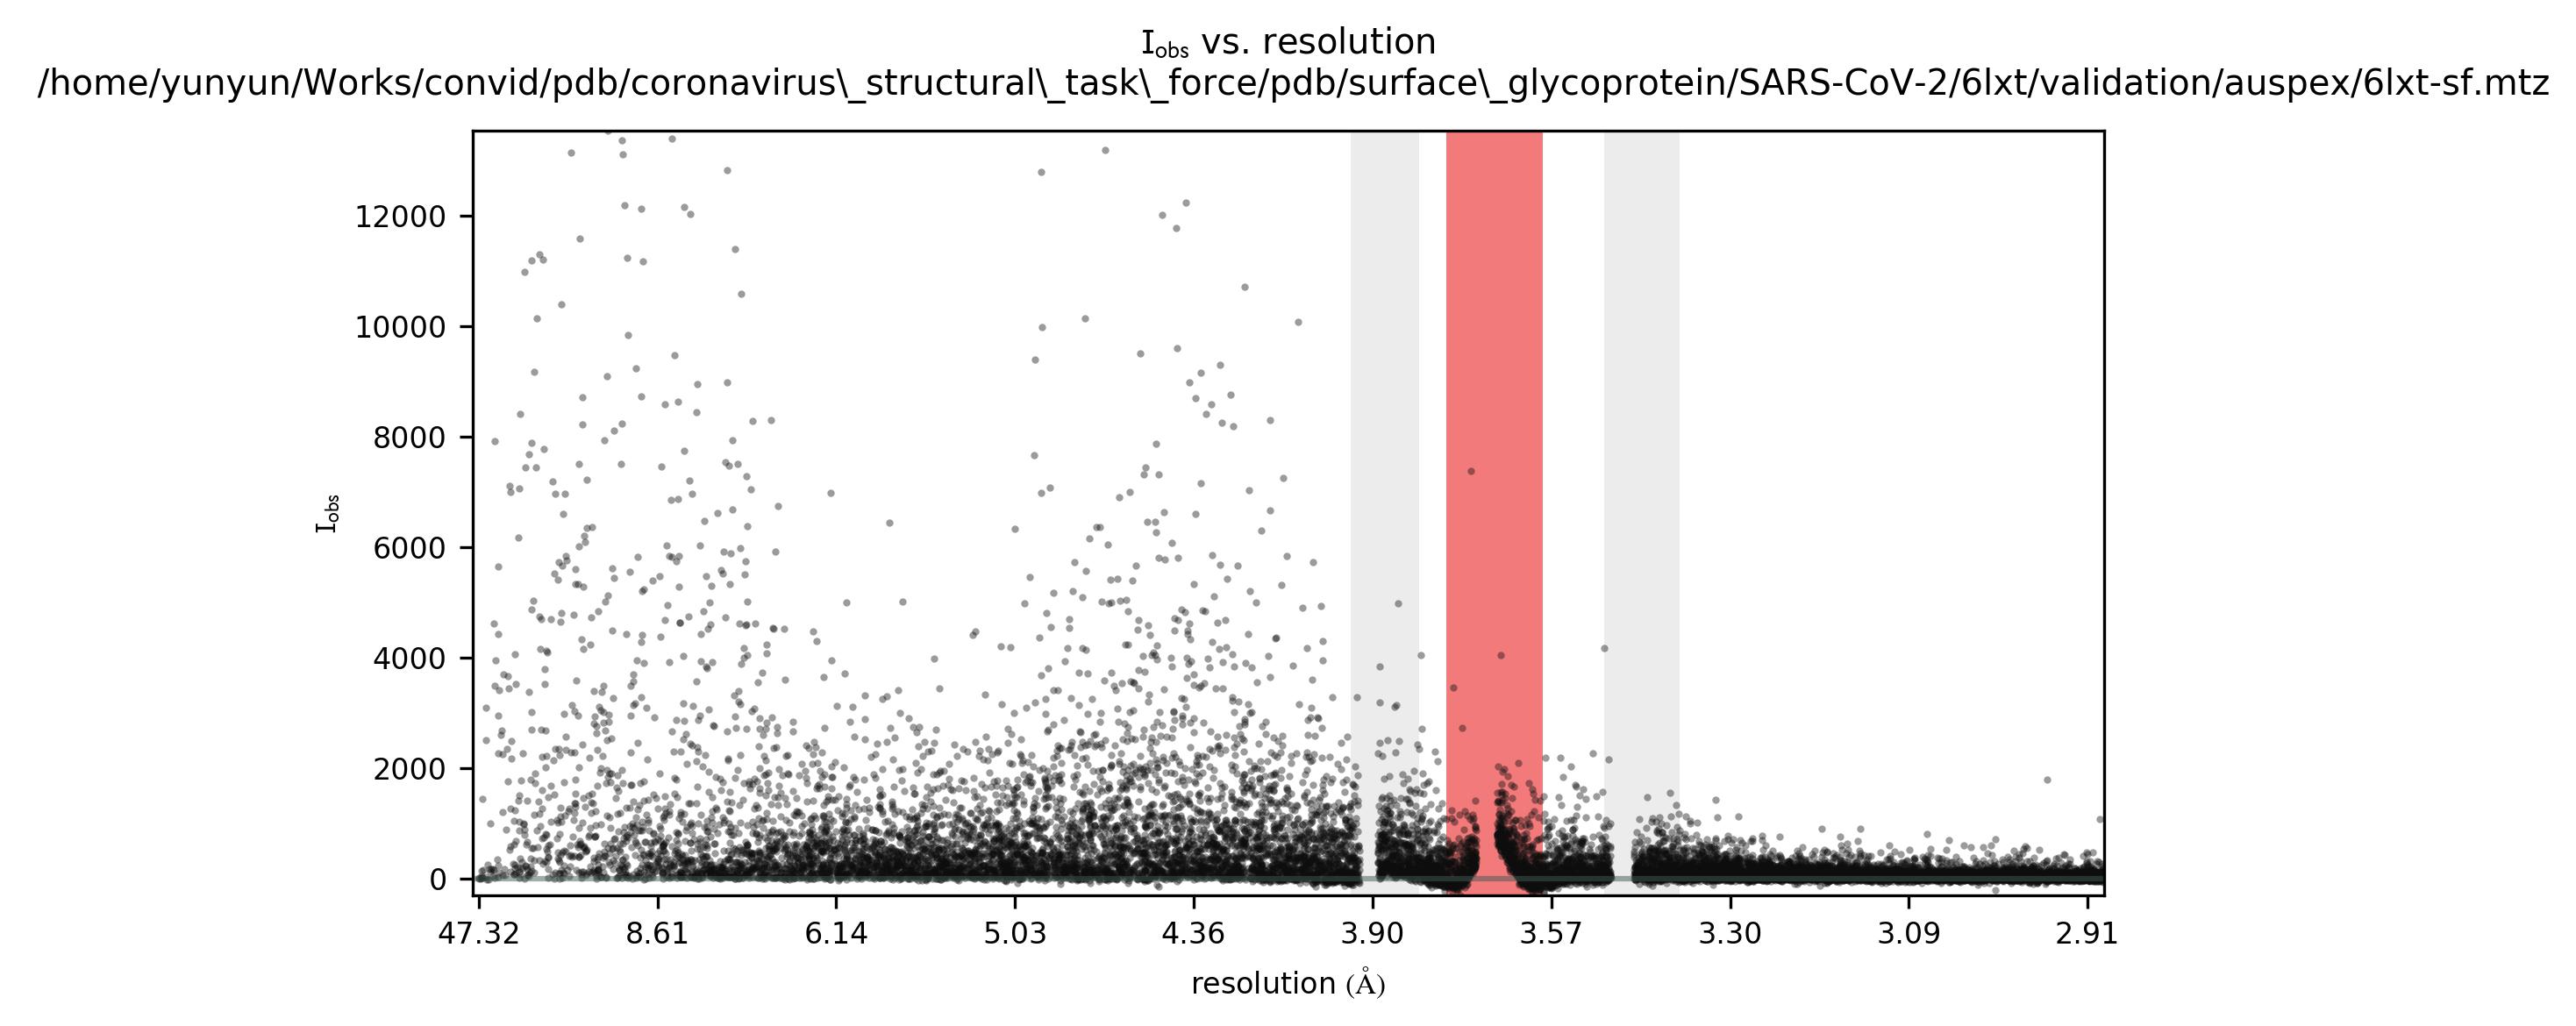 Iobs vs. resolution
/home/yunyun/Works/convid/pdb/coronavirus\_structural\_task\_force/pdb/surface\_glycoprotein/SARS-CoV-2/6lxt/validation/auspex/6lxt-sf.mtz
12000
10000
8000
6000
4000
2000
0
Iobs
47.32 8.61 6.14 5.03 4.36 3.90 3.57 3.30 3.09 2.91
resolution (Å)